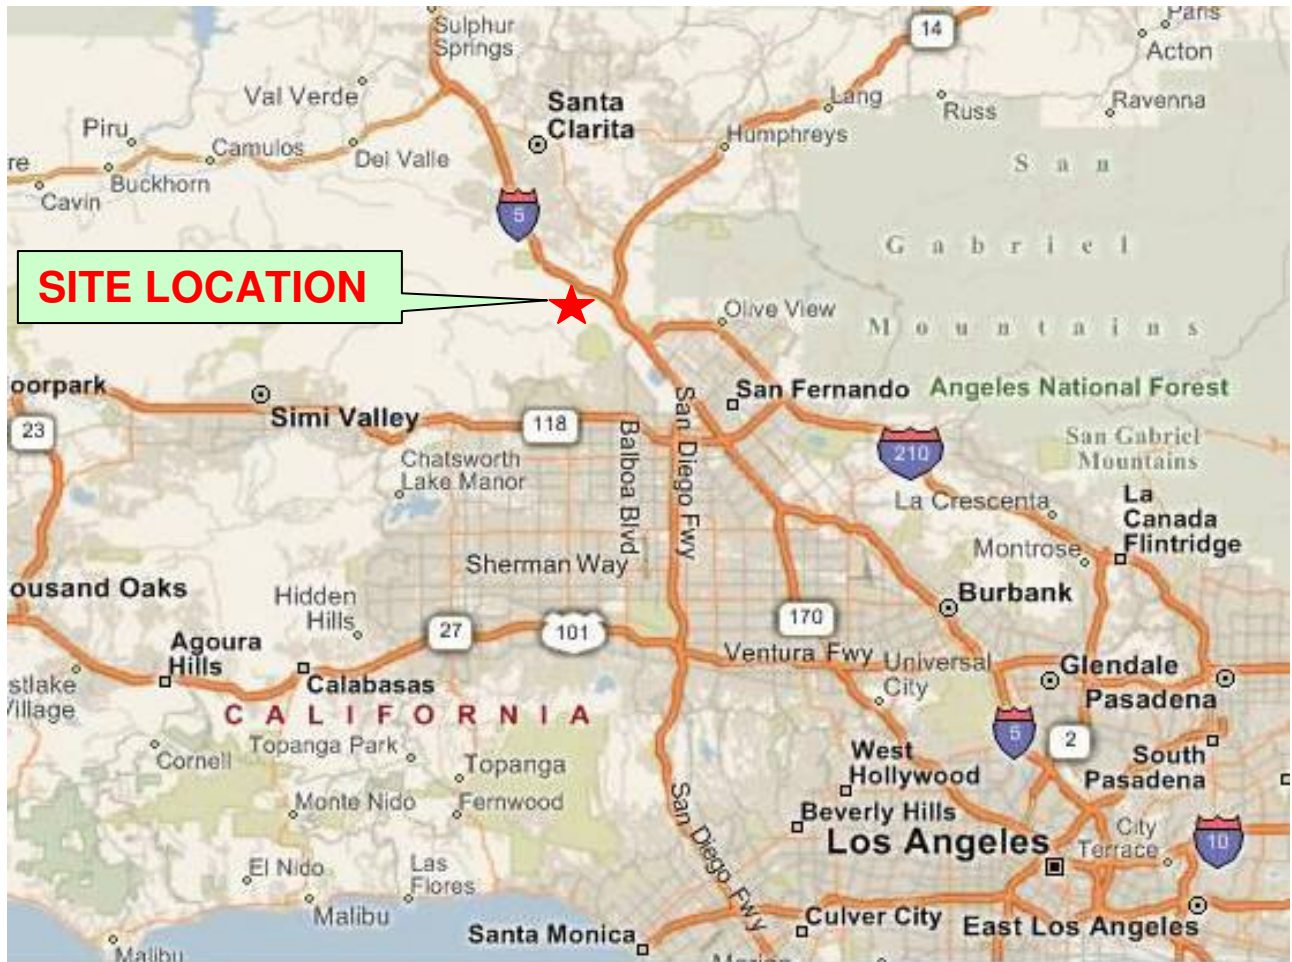 Sulphur
Springs
14
Paris
Acton
Val Verde
Santa
Clarita
Lang
Russ
Ravenna
Piru
Camulos
Del Valle
Humphreys
re
Buckhorn
Cavin
San
5
Gabriel
SITE LOCATION
Olive View
Mountains
oorpark
San Fernando
Angeles National Forest
Simi Valley
118
23
San Gabriel
Mountains
210
Balboa Blvd
San Diego Fwy
Chatsworth
Lake Manor
La Crescenta
La
Canada
Flintridge
Montrose
Sherman Way
ousand Oaks
Hidden
Hills
Burbank
27
101
170
Agoura
Hills
Ventura Fwy
Universal
City
Glendale
Calabasas
stlake
Village
Pasadena
CALIFORNIA
5
2
Cornell
Topanga Park
Topanga
West
Hollywood
South
Pasadena
Monte Nido
Fernwood
San Diego Fwy
Beverly Hills
Los Angeles
City
Terrace
10
El Nido
Las
Flores
Malibu
Culver City
East Los Angeles
Santa Monica
Malibu